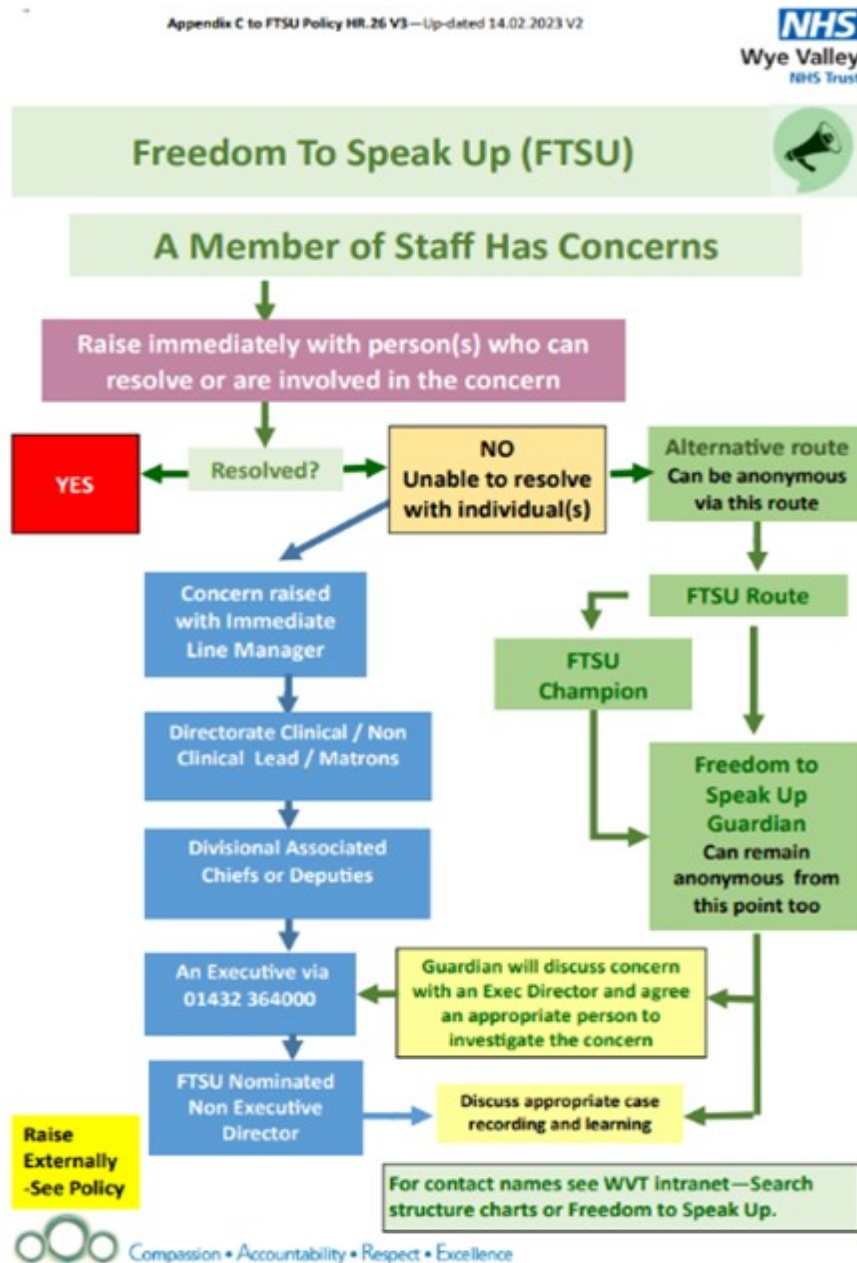 Appendix C to FTSU Policy HR.26 V3—Up-dated 14.02.2023 V2
NHS
Wye Valley
NHS Trust
Freedom To Speak Up (FTSU)
A Member of Staff Has Concerns
Raise immediately with person(s) who can
resolve or are involved in the concern
YES
Resolved?
NO
Unable to resolve
with individual(s)
Alternative route
Can be anonymous
via this route
Concern raised
with Immediate
Line Manager
FTSU Route
FTSU
Champion
Directorate Clinical / Non
Clinical Lead / Matrons
Freedom to
Speak Up
Guardian
Can remain
anonymous from
this point too
Divisional Associated
Chiefs or Deputies
An Executive via
01432 364000
Guardian will discuss concern
with an Exec Director and agree
an appropriate person to
investigate the concern
FTSU Nominated
Non Executive
Director
Discuss appropriate case
recording and learning
Raise
Externally
-See Policy
For contact names see WVT intranet—Search
structure charts or Freedom to Speak Up.
Compassion • Accountability • Respect • Excellence